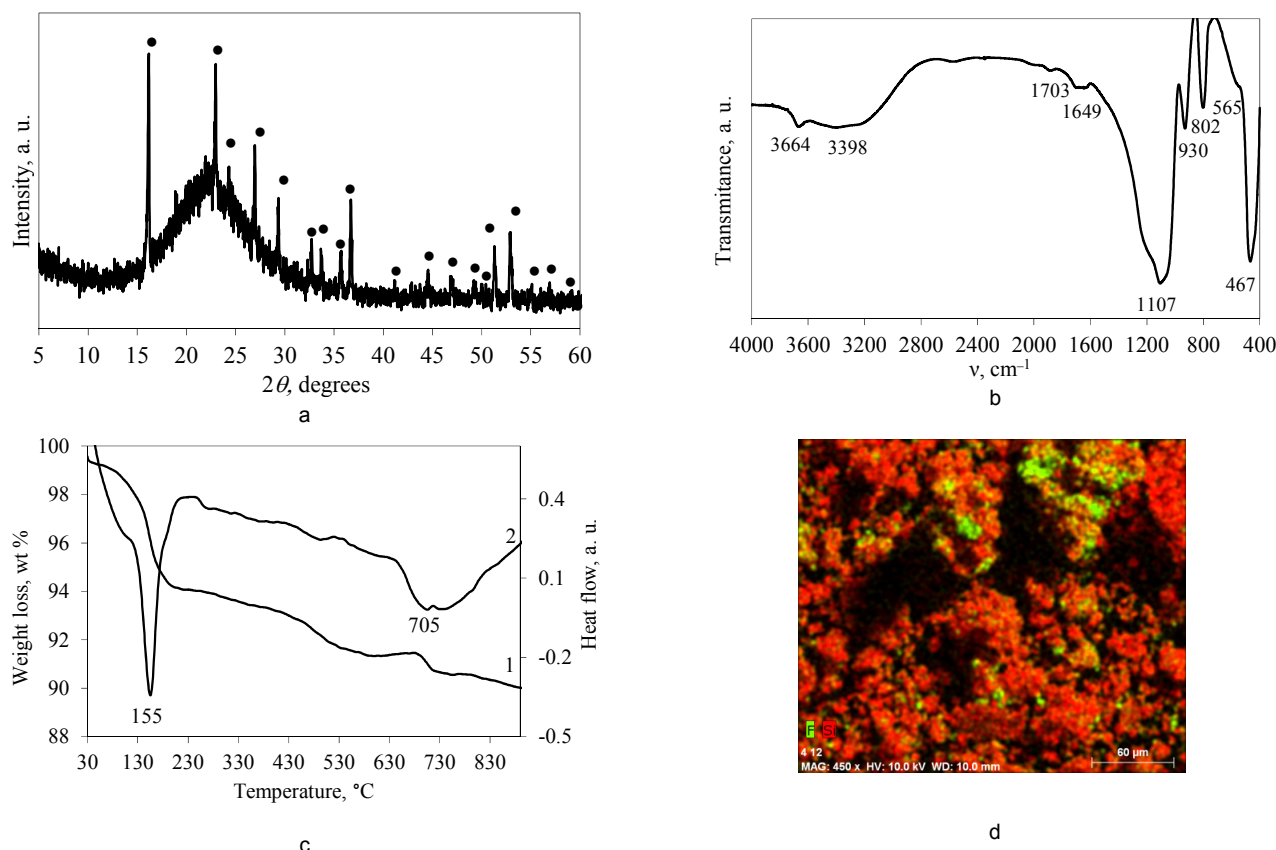 Intensity, a. u.
5 10 15 20 25 30 35 40 45 50 55 60
2θ, degrees
a
Transmitance, a. u.
3664 3398 1703 1649 1107 930 802 565 467
4000 3600 3200 2800 2400 2000 1600 1200 800 400
ν, cm⁻¹
b
Weight loss, wt %
100
98
96
94
92
90
88
0.4
0.1
-0.2
-0.5
Heat flow, a. u.
2
705
1
155
30 130 230 330 430 530 630 730 830
Temperature, °C
c
F Si
4 12
60 µm
MAG: 450 x HV: 10.0 kV WD: 10.0 mm
d